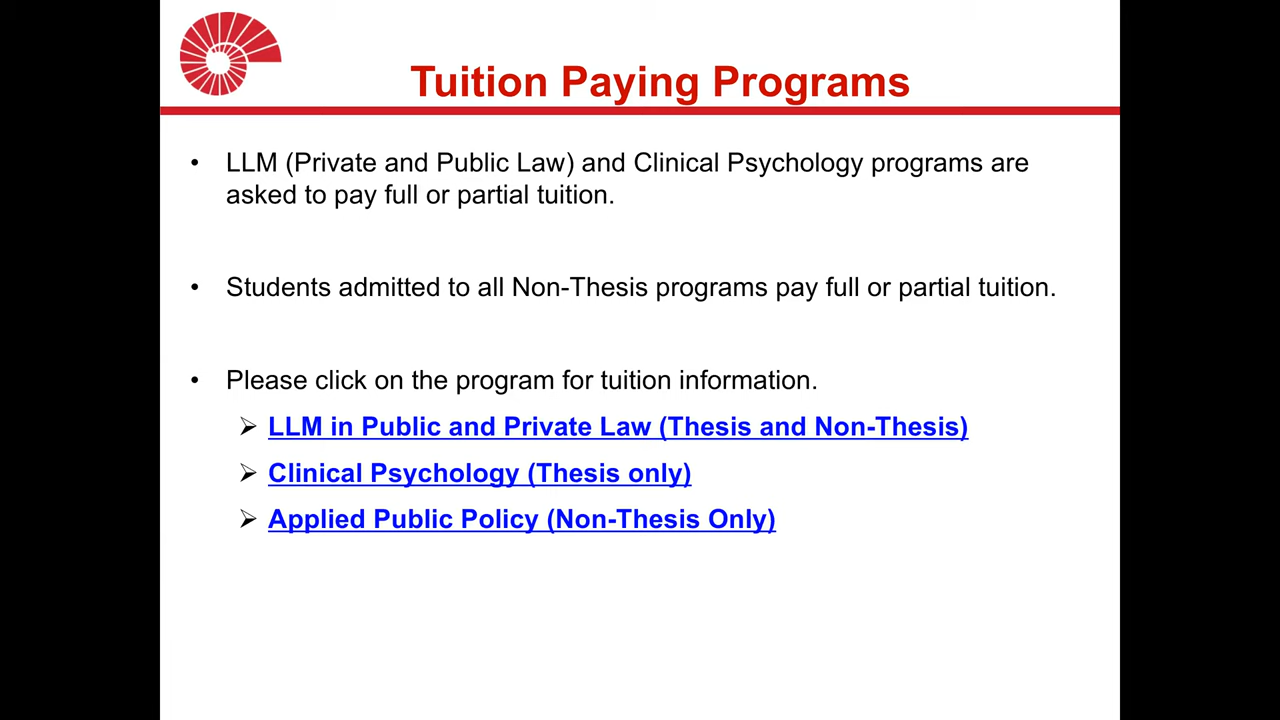 Tuition Paying Programs
• LLM (Private and Public Law) and Clinical Psychology programs are
asked to pay full or partial tuition.
• Students admitted to all Non-Thesis programs pay full or partial tuition.
• Please click on the program for tuition information.
➢ LLM in Public and Private Law (Thesis and Non-Thesis)
➢ Clinical Psychology (Thesis only)
➢ Applied Public Policy (Non-Thesis Only)